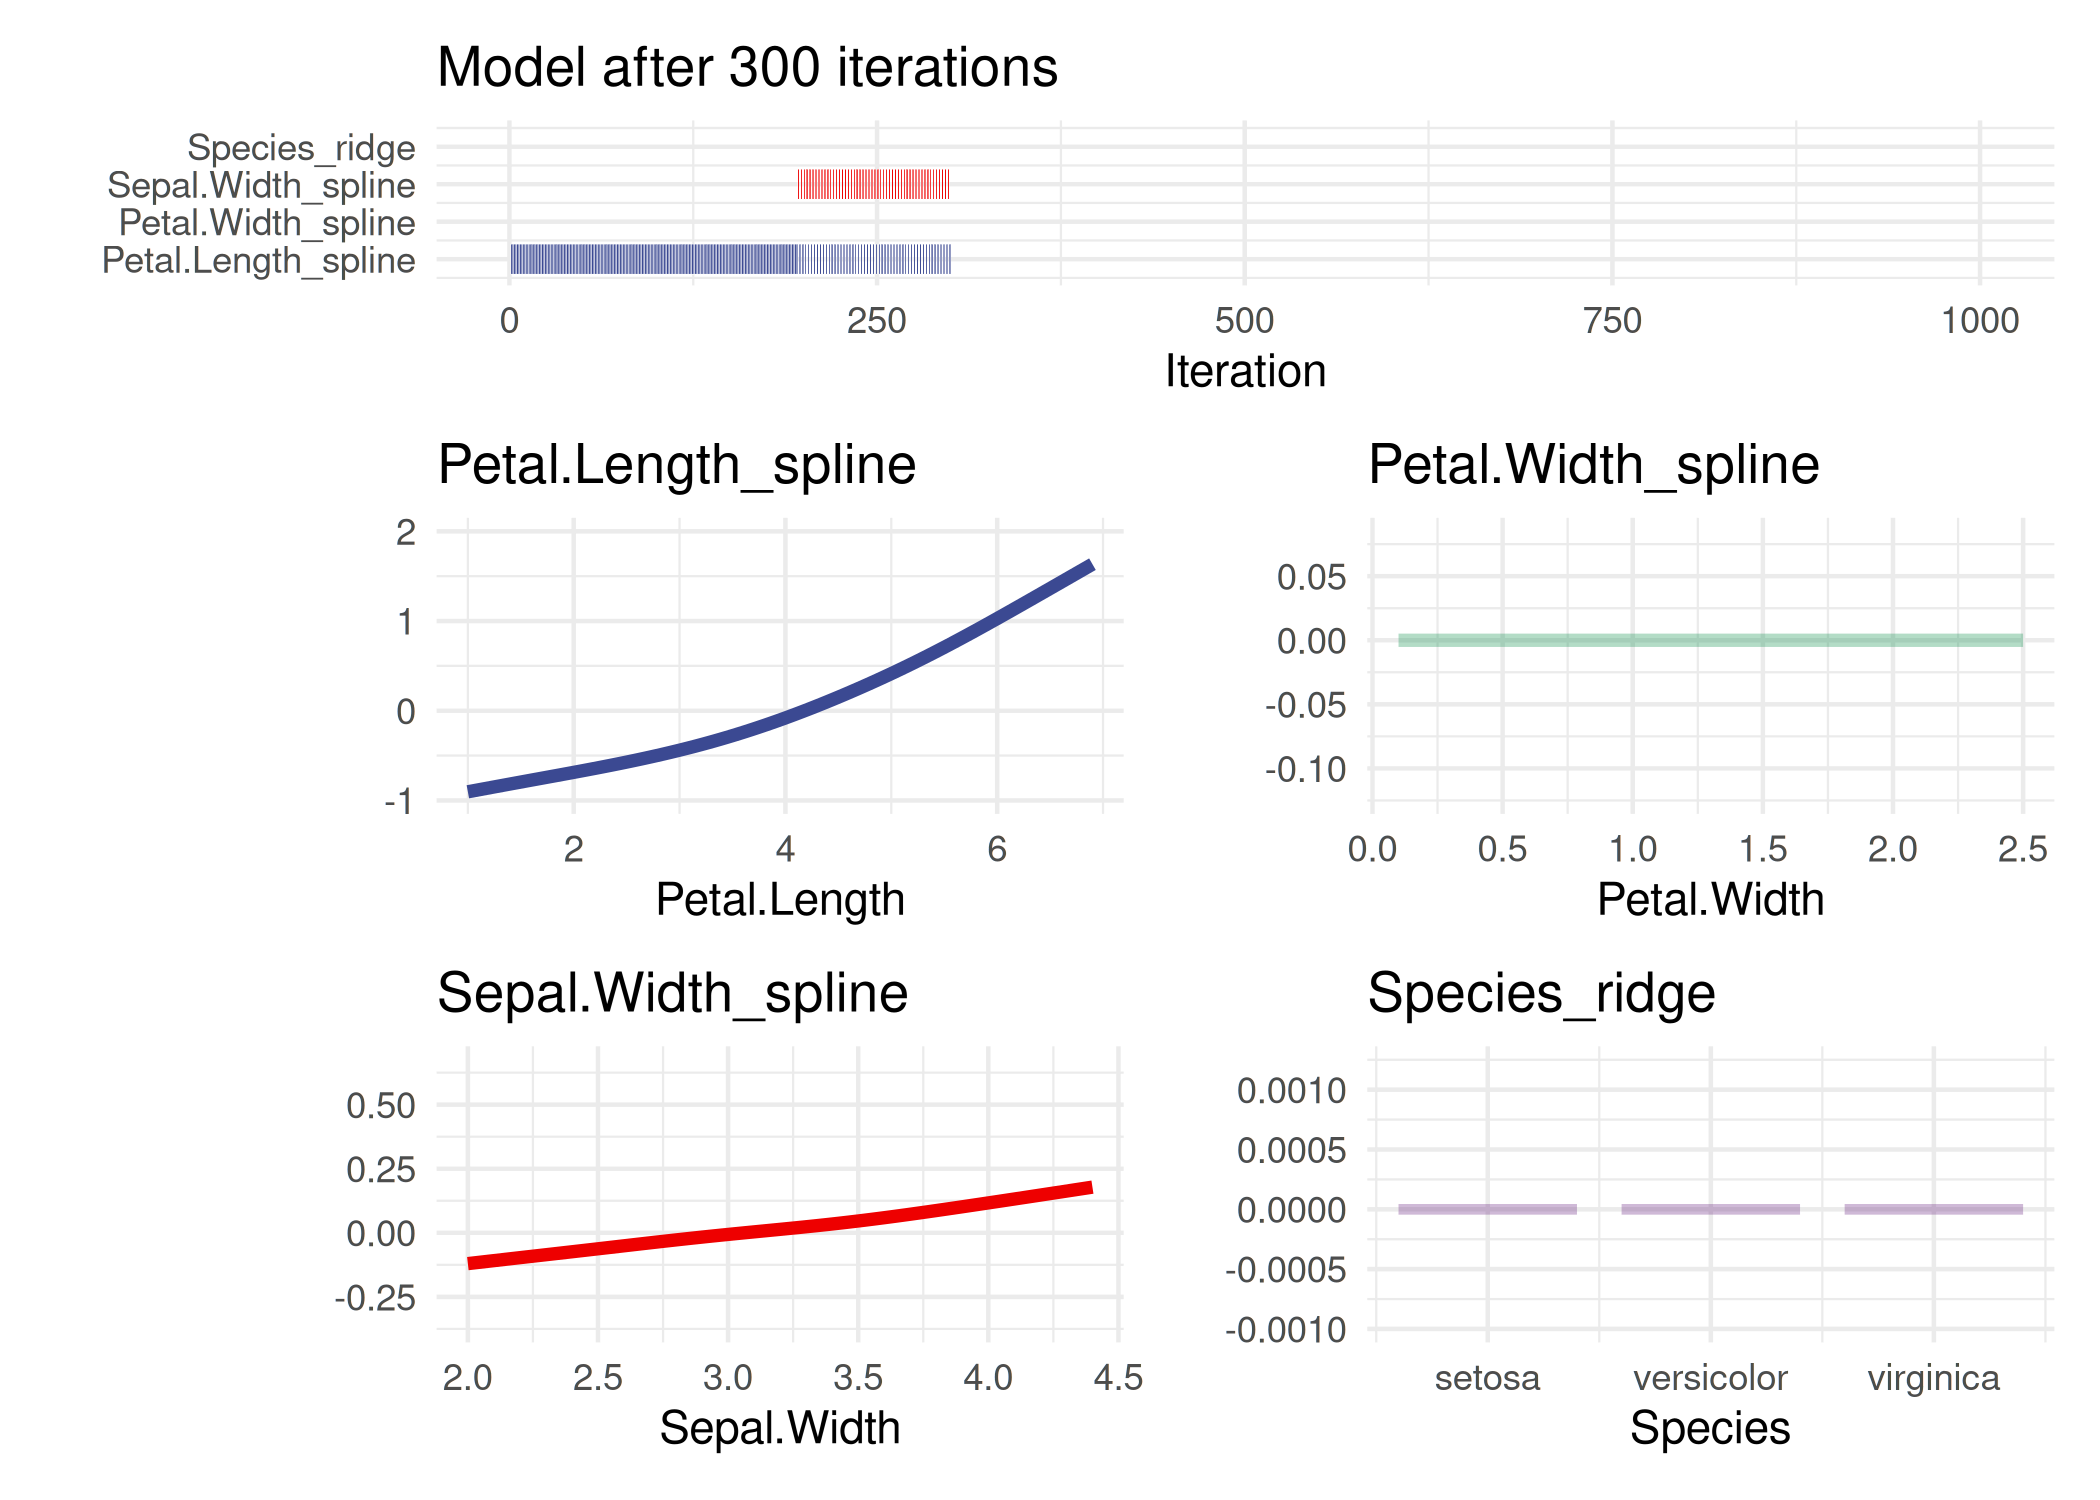 Model after 300 iterations
Species_ridge
Sepal.Width_spline
Petal.Width_spline
Petal.Length_spline
0 250 500 750 1000
Iteration
Petal.Length_spline
2
1
0
-1
2 4 6
Petal.Length
Petal.Width_spline
0.05
0.00
-0.05
-0.10
0.0 0.5 1.0 1.5 2.0 2.5
Petal.Width
Sepal.Width_spline
0.50
0.25
0.00
-0.25
2.0 2.5 3.0 3.5 4.0 4.5
Sepal.Width
Species_ridge
0.0010
0.0005
0.0000
-0.0005
-0.0010
setosa versicolor virginica
Species